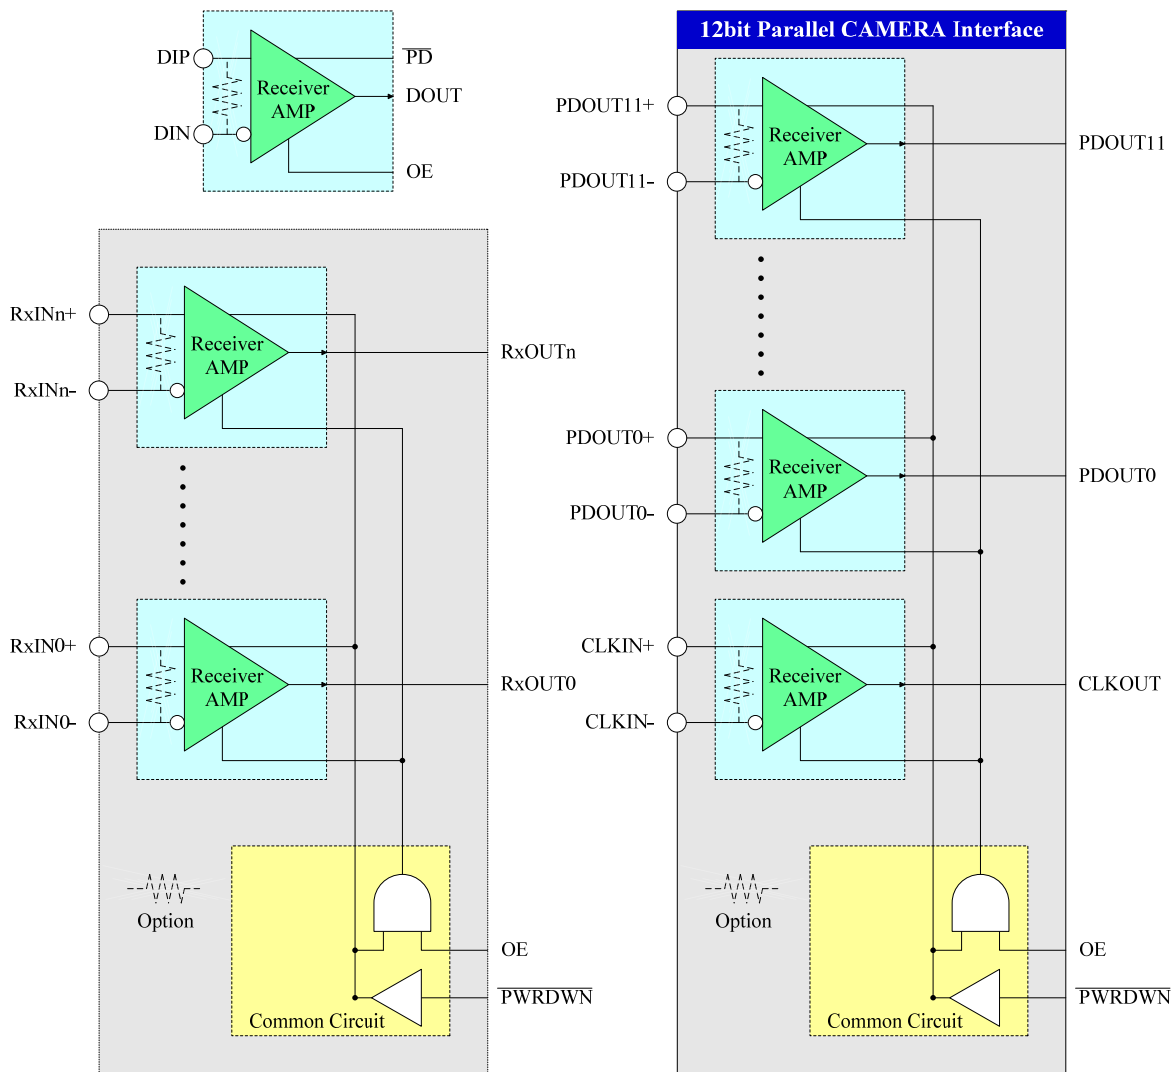 DIP
DIN
Receiver
AMP
PD
DOUT
OE
RxINn+
RxINn-
Receiver
AMP
RxOUTn
RxIN0+
RxIN0-
Receiver
AMP
RxOUT0
Option
Common Circuit
OE
PWRDWN
12bit Parallel CAMERA Interface
PDOUT11+
PDOUT11-
Receiver
AMP
PDOUT11
PDOUT0+
PDOUT0-
Receiver
AMP
PDOUT0
CLKIN+
CLKIN-
Receiver
AMP
CLKOUT
Option
Common Circuit
OE
PWRDWN